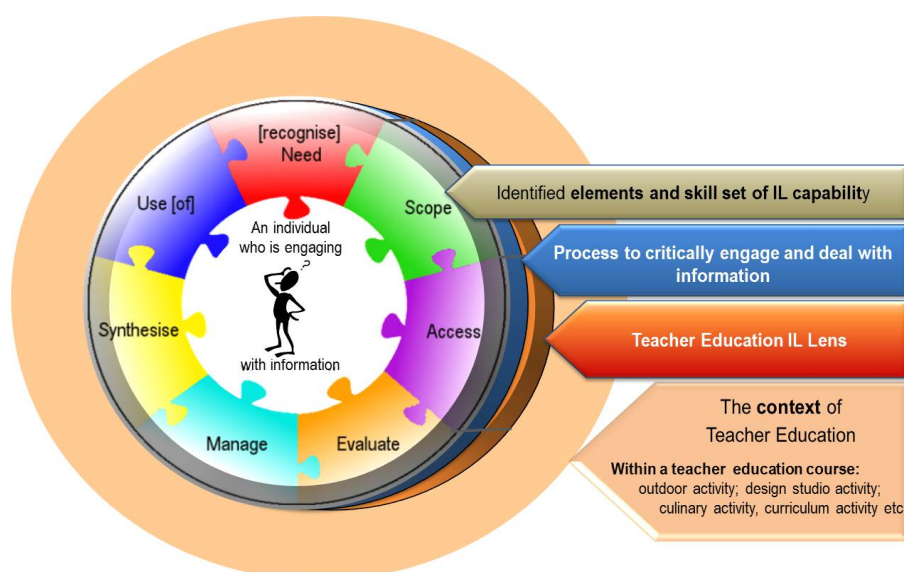 [recognise]
Need
Use [of]
Scope
An individual
who is engaging
?
Synthesise
Access
with information
Manage
Evaluate
Identified elements and skill set of IL capability
Process to critically engage and deal with
information
Teacher Education IL Lens
The context of
Teacher Education
Within a teacher education course:
outdoor activity; design studio activity;
culinary activity, curriculum activity etc